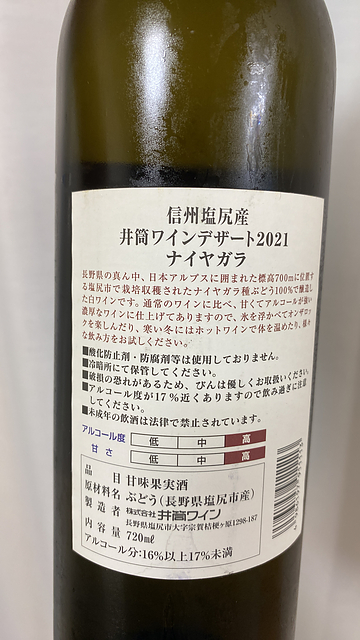 信州塩尻産
井筒ワインデザート2021
ナイヤガラ
長野県の真ん中、日本アルプスに囲まれた標高700mに位置す
る塩尻市で栽培収穫されたナイヤガラ種ぶどう100%で醸造し
た白ワインです。通常のワインに比べ、甘くてアルコールが強い
濃厚なワインに仕上げてありますので、氷を浮かべてオンザロッ
クを楽しんだり、寒い冬にはホットワインで体を温めたり、様々
な飲み方をお試しください。
■酸化防止剤・防腐剤等は使用しておりません。
■冷暗所にて保管してください。
■破損の恐れがあるため、びんは優しくお取扱いください。
■アルコール度が17%近くありますので飲み過ぎに注意
してください。
■未成年の飲酒は法律で禁止されています。
アルコール度 低 中 高
甘さ 低 中 高
品目 甘味果実酒
原材料名 ぶどう(長野県塩尻市産)
製造者 株式会社 井筒ワイン
長野県塩尻市大字宗賀桔梗ヶ原1298-187
内容量 720㎖
アルコール分:16%以上17%未満